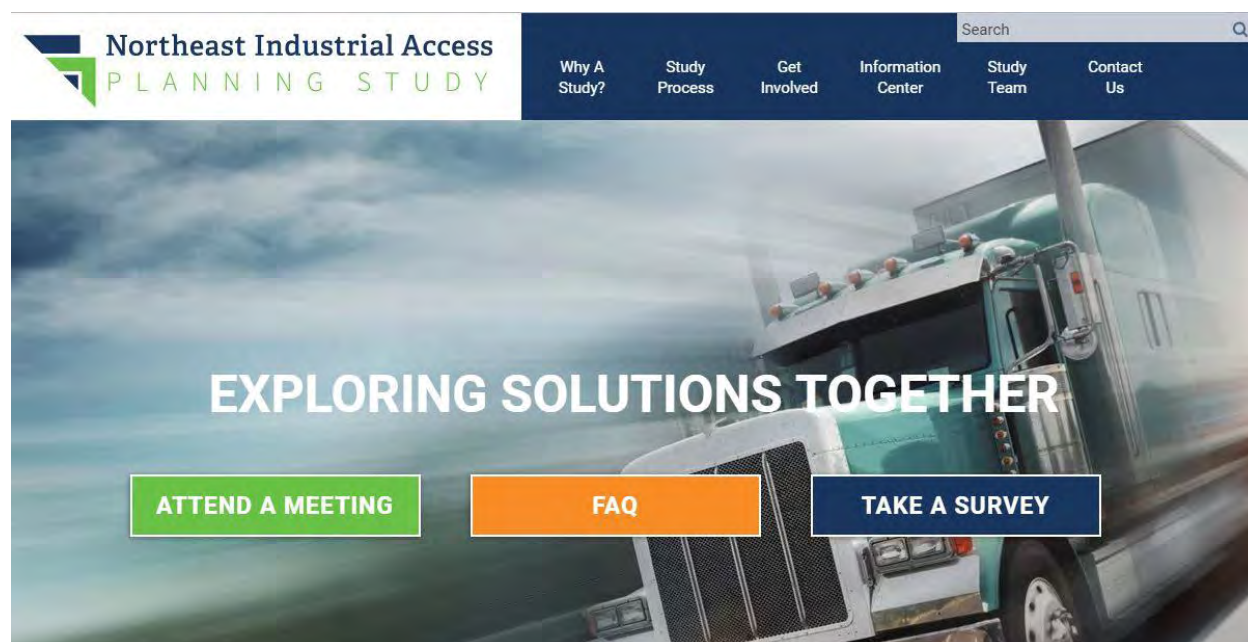 Northeast Industrial Access
PLANNING STUDY
Search
Why A
Study?
Study
Process
Get
Involved
Information
Center
Study
Team
Contact
Us
EXPLORING SOLUTIONS TOGETHER
ATTEND A MEETING
FAQ
TAKE A SURVEY